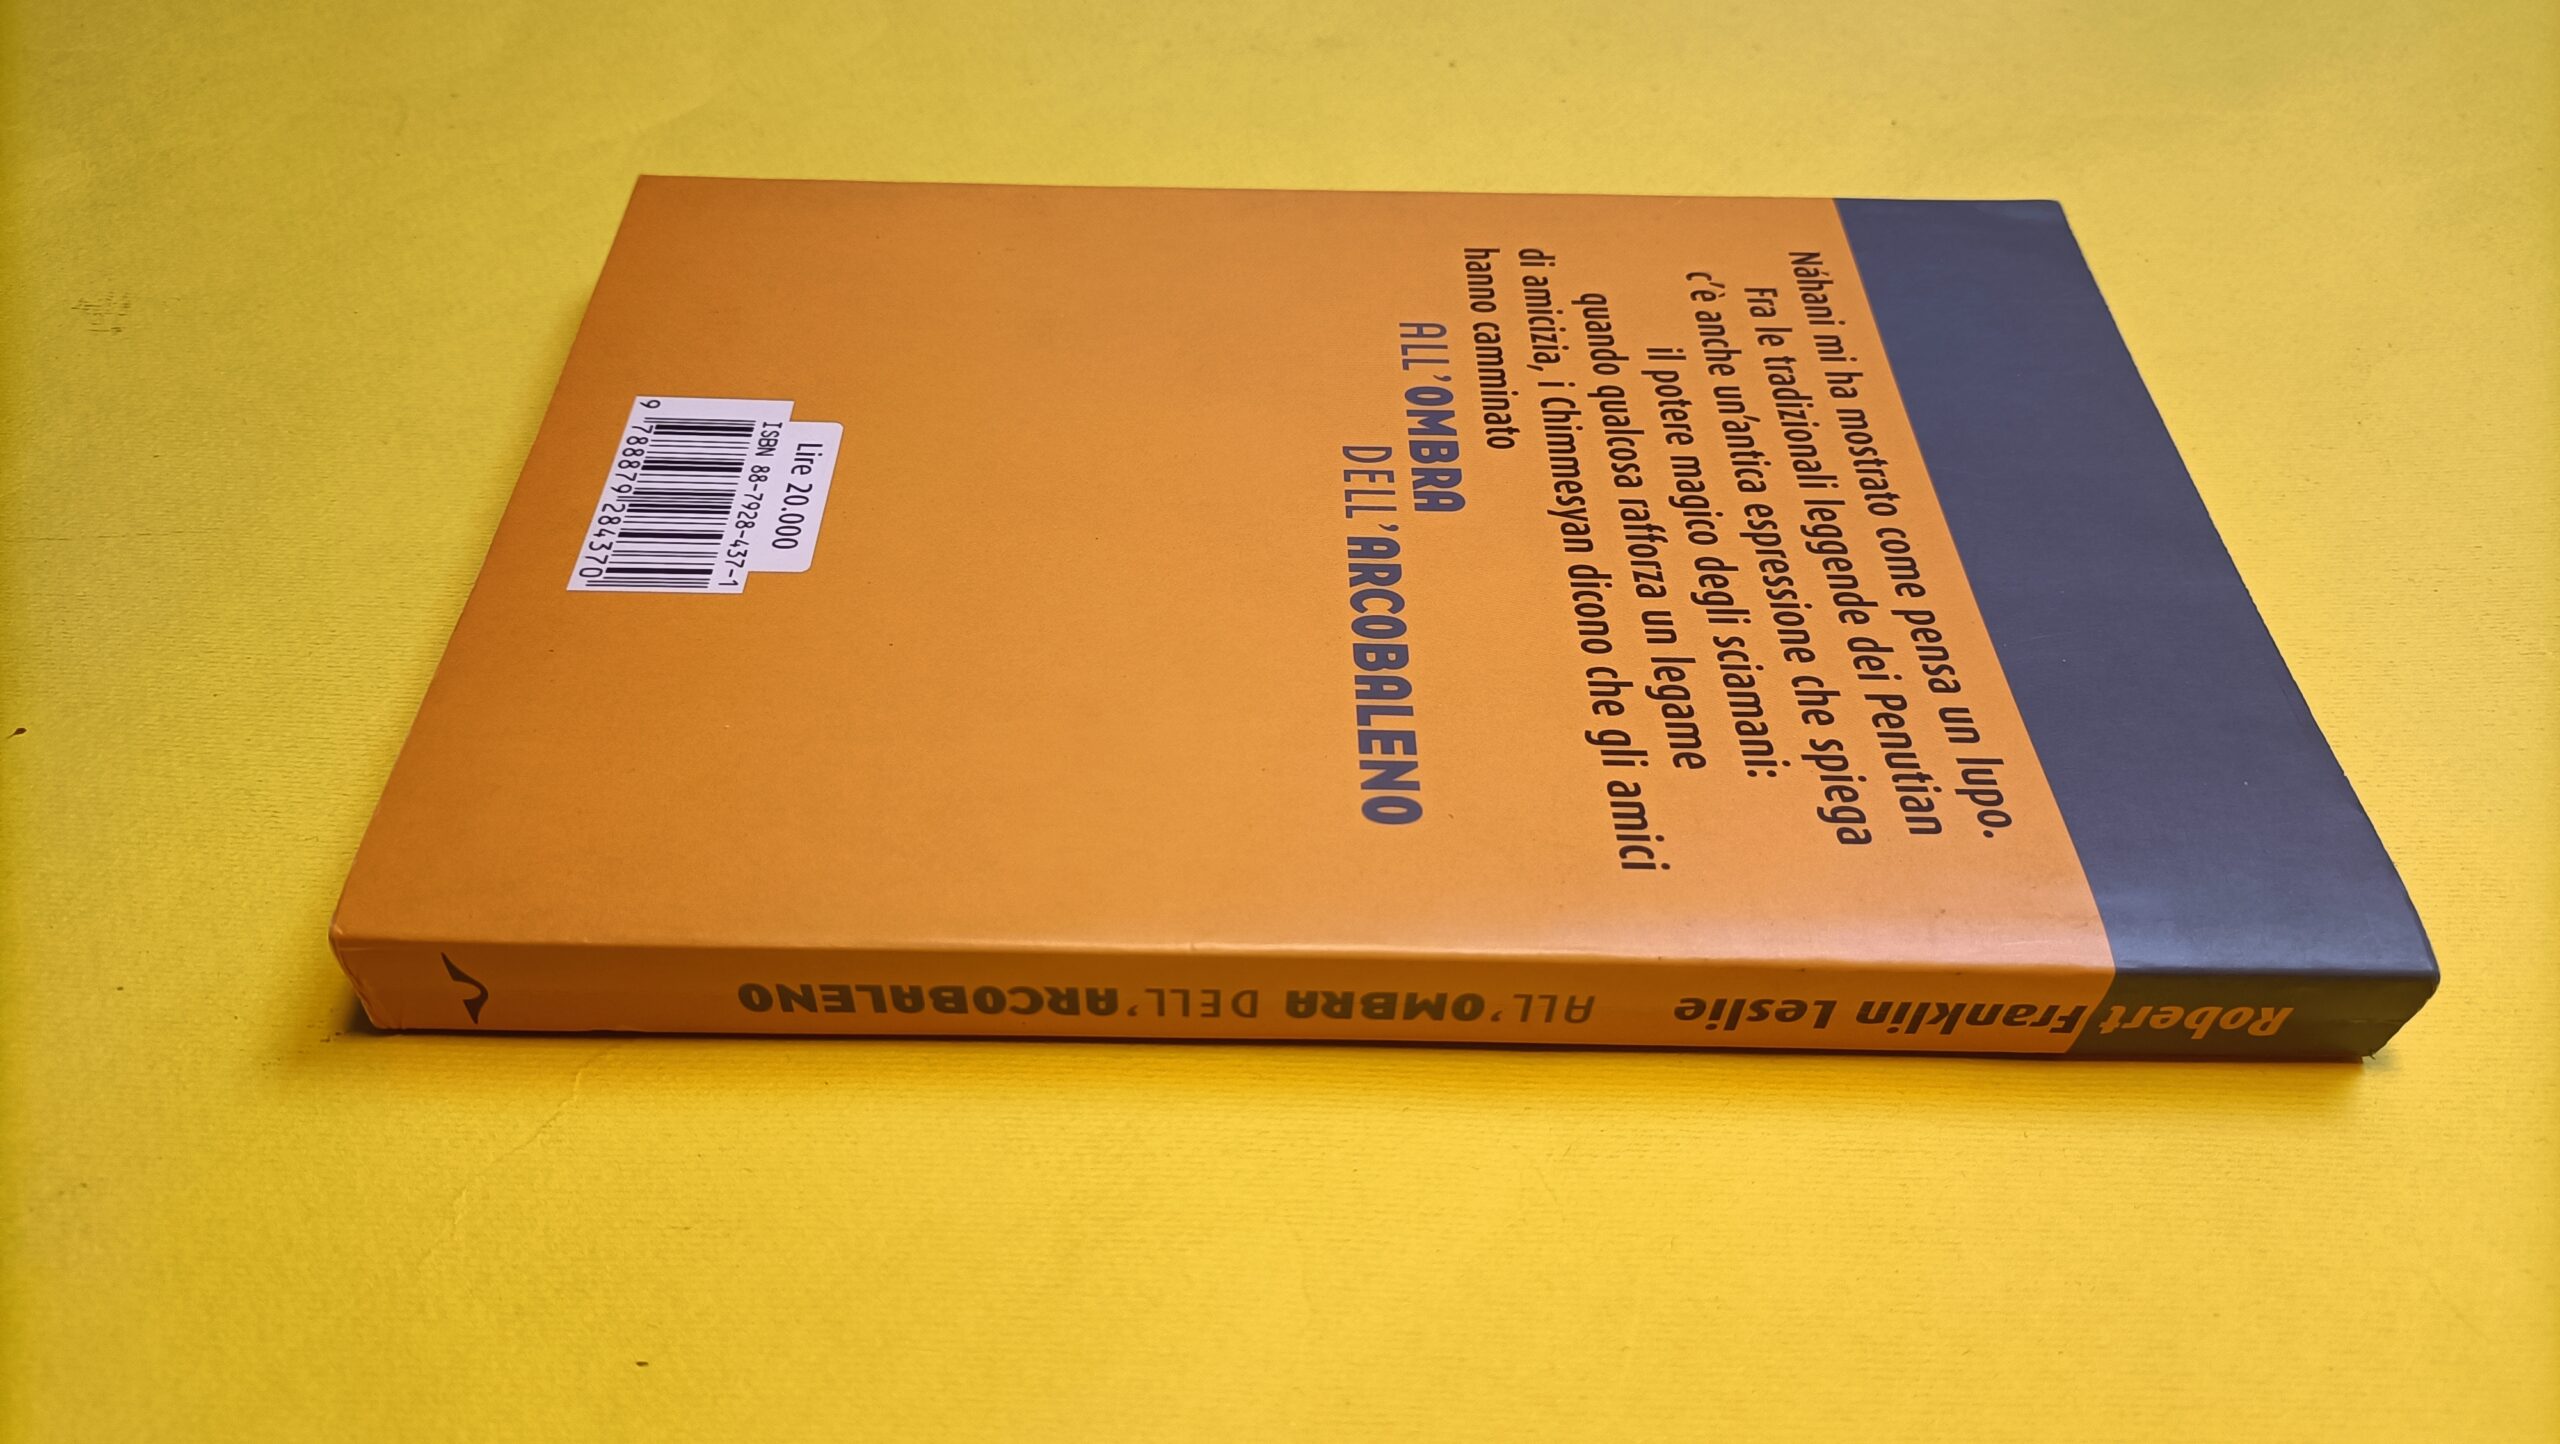 Náhani mi ha mostrato come pensa un lupo.
Fra le tradizionali leggende dei Penutian
c'è anche un'antica espressione che spiega
il potere magico degli sciamani:
quando qualcosa rafforza un legame
di amicizia, i Chimmesyan dicono che gli amici
hanno camminato
ALL'OMBRA
DELL'ARCOBALENO
Lire 20.000
ISBN 88-7928-437-1
9 788879 284370
Robert Franklin Leslie ALL'OMBRA DELL'ARCOBALENO